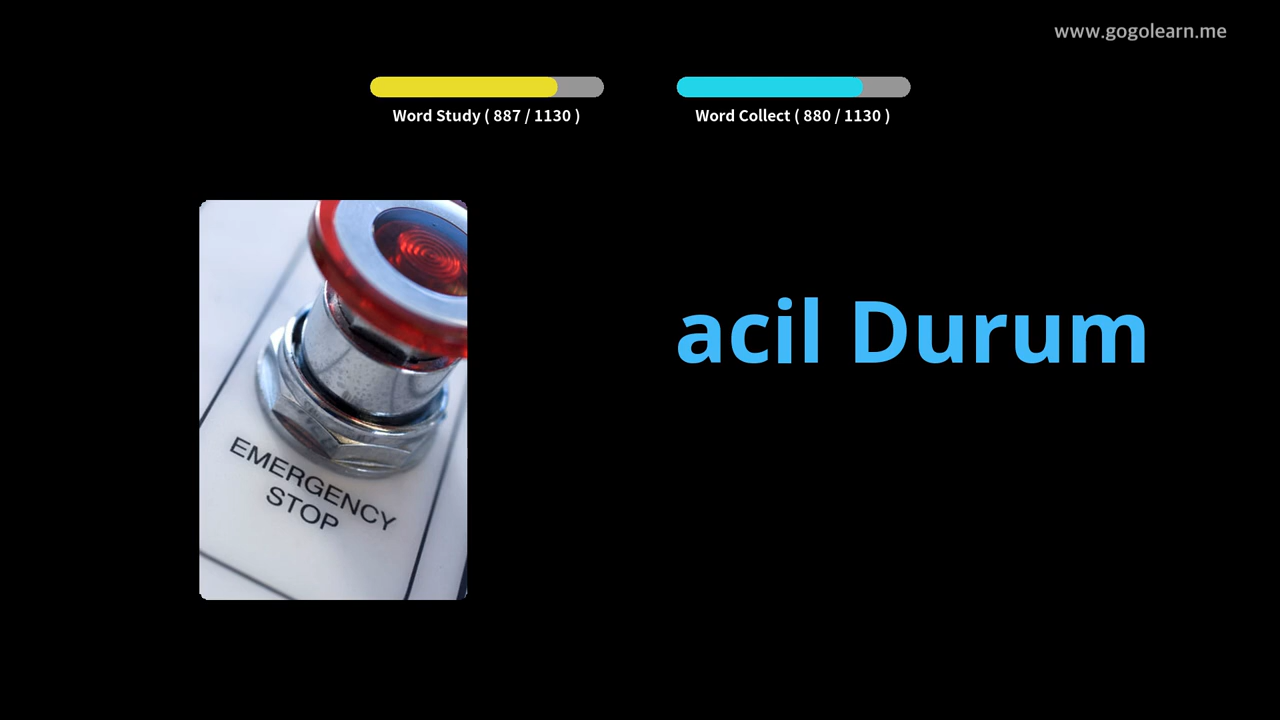 www.gogolearn.me
Word Study ( 887 / 1130 )
Word Collect ( 880 / 1130 )
acil Durum
EMERGENCY
STOP